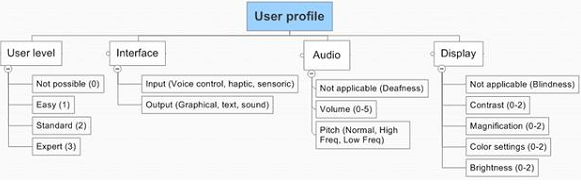 User profile
User level
Interface
Audio
Display
Not possible (0)
Easy (1)
Standard (2)
Expert (3)
Input (Voice control, haptic, sensoric)
Output (Graphical, text, sound)
Not applicable (Deafness)
Volume (0-5)
Pitch (Normal, High
Freq, Low Freq)
Not applicable (Blindness)
Contrast (0-2)
Magnification (0-2)
Color settings (0-2)
Brightness (0-2)